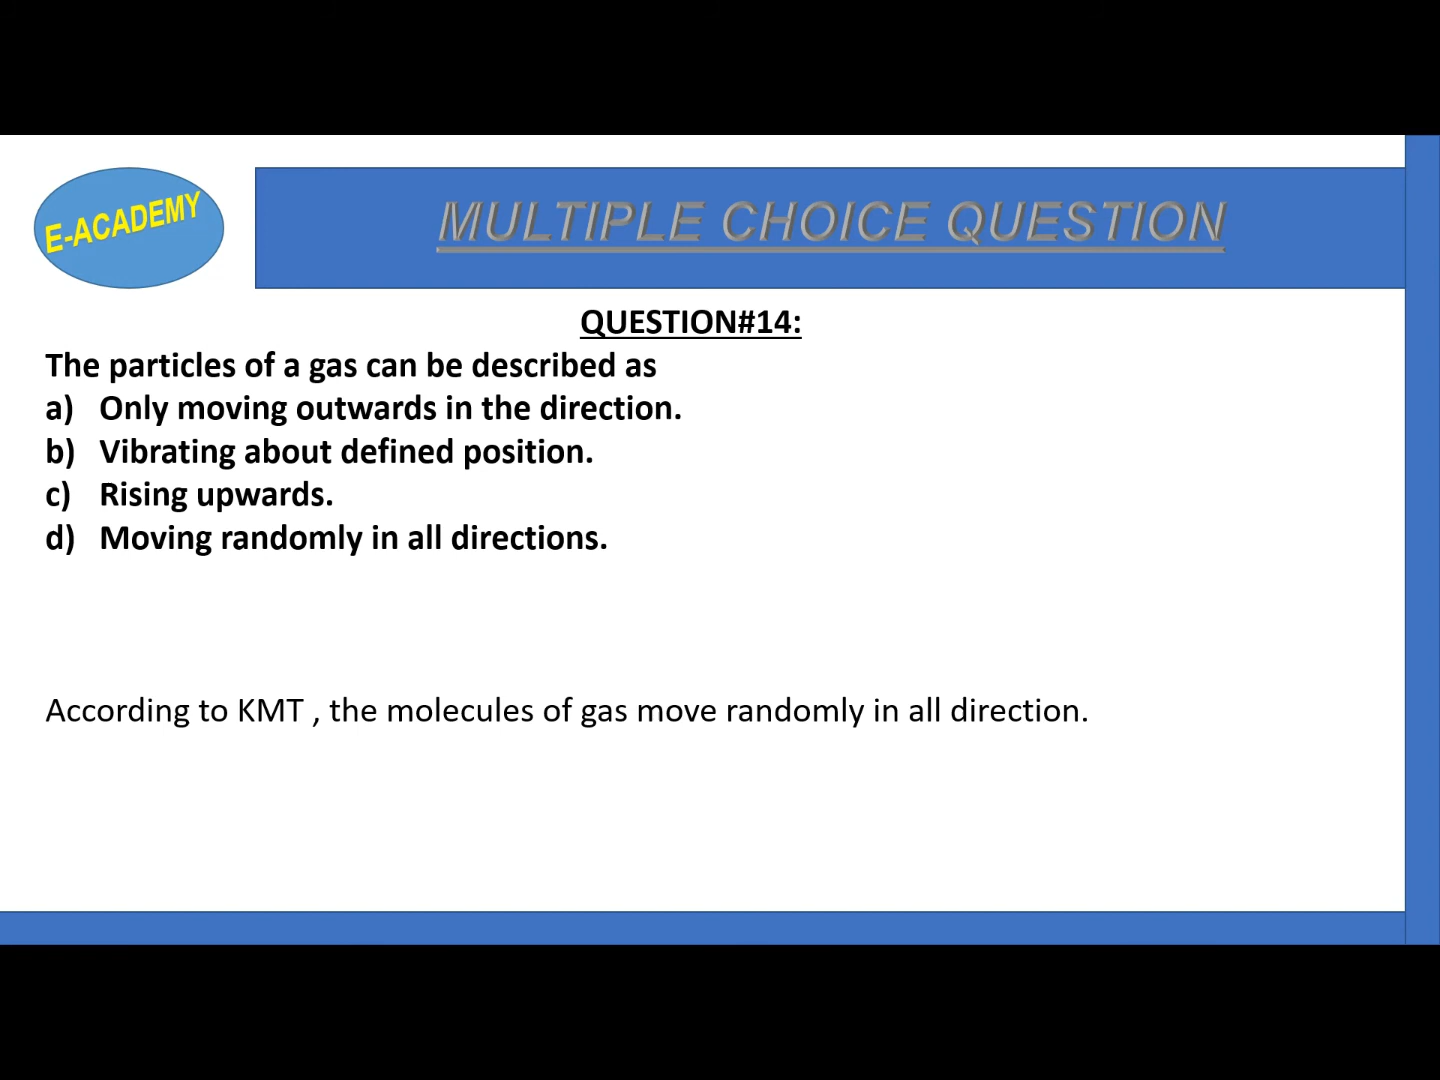 E-ACADEMY
MULTIPLE CHOICE QUESTION
QUESTION#14:
The particles of a gas can be described as
a) Only moving outwards in the direction.
b) Vibrating about defined position.
c) Rising upwards.
d) Moving randomly in all directions.
According to KMT , the molecules of gas move randomly in all direction.